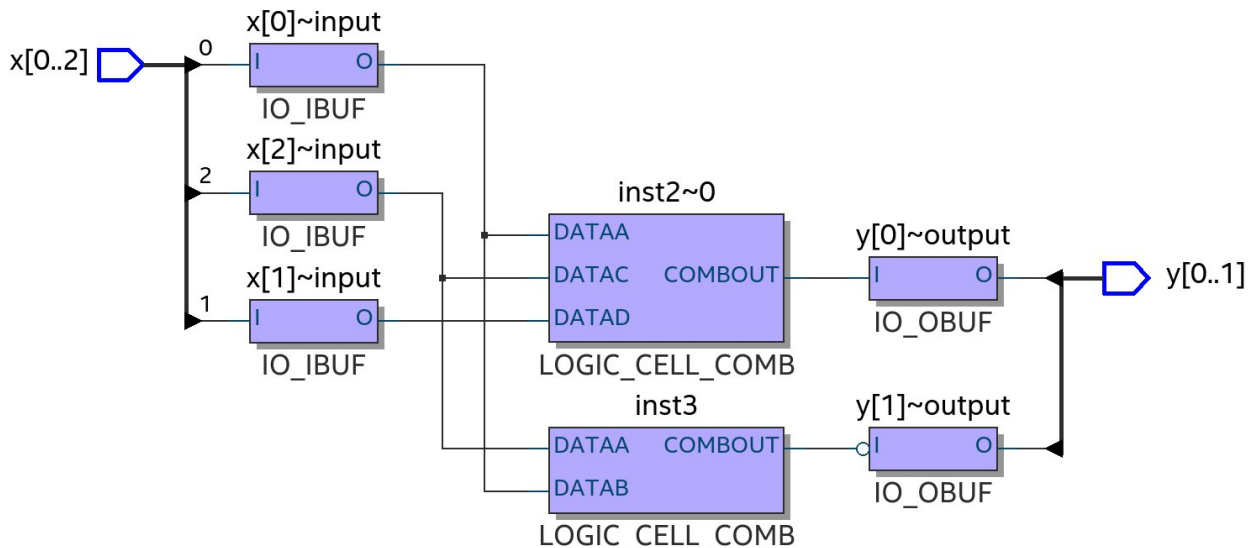 x[0..2]
0
x[0]~input
I O
IO_IBUF
2
x[2]~input
I O
IO_IBUF
1
x[1]~input
I O
IO_IBUF
inst2~0
DATAA
DATAC COMBOUT
DATAD
LOGIC_CELL_COMB
y[0]~output
I O
IO_OBUF
y[0..1]
inst3
DATAA COMBOUT
DATAB
LOGIC_CELL_COMB
y[1]~output
I O
IO_OBUF